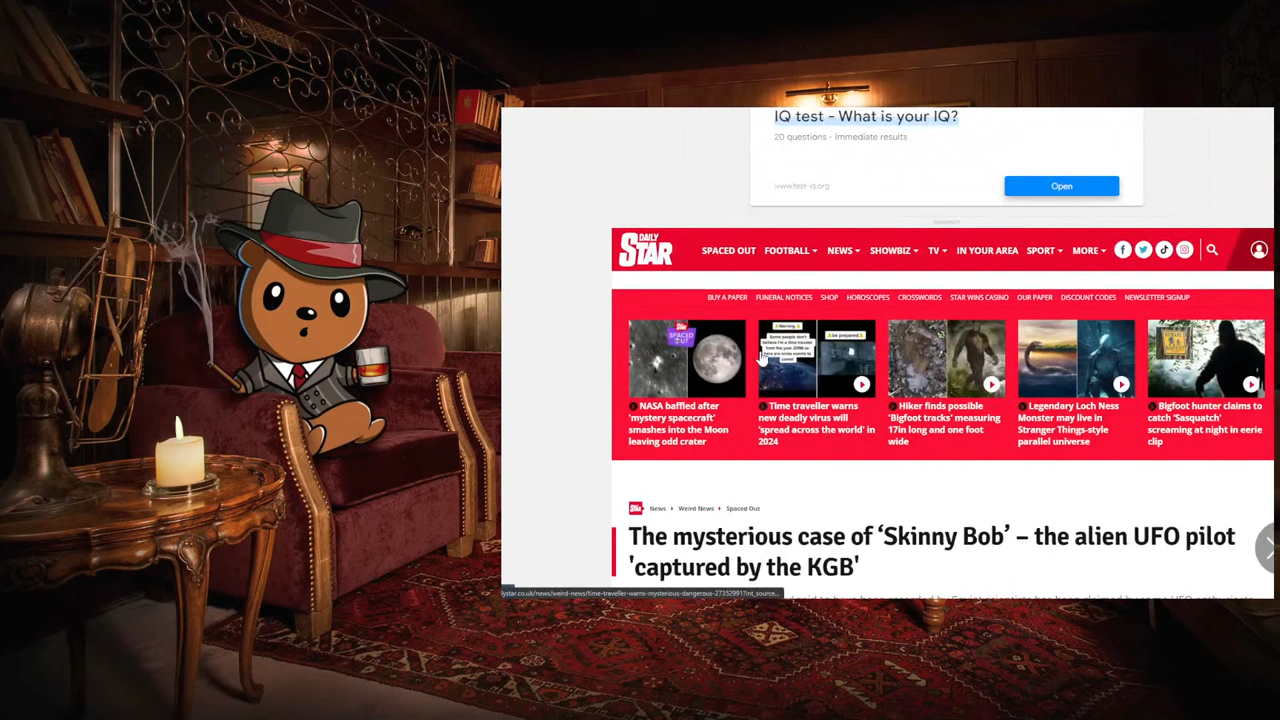 IQ test - What is your IQ?
20 questions - Immediate results
www.test-iq.org
Open
DAILY
STAR
SPACED OUT FOOTBALL NEWS SHOWBIZ TV IN YOUR AREA SPORT MORE
BUY A PAPER FUNERAL NOTICES SHOP HOROSCOPES CROSSWORDS STAR WINS CASINO OUR PAPER DISCOUNT CODES NEWSLETTER SIGNUP
SPACED
OUT
Warning
be prepared
NASA baffled after
'mystery spacecraft'
smashes into the Moon
leaving odd crater
Time traveller warns
new deadly virus will
'spread across the world' in
2024
Hiker finds possible
'Bigfoot tracks' measuring
17in long and one foot
wide
Legendary Loch Ness
Monster may live in
Stranger Things-style
parallel universe
Bigfoot hunter claims to
catch 'Sasquatch'
screaming at night in eerie
clip
News Weird News Spaced Out
The mysterious case of ‘Skinny Bob’ – the alien UFO pilot
'captured by the KGB'